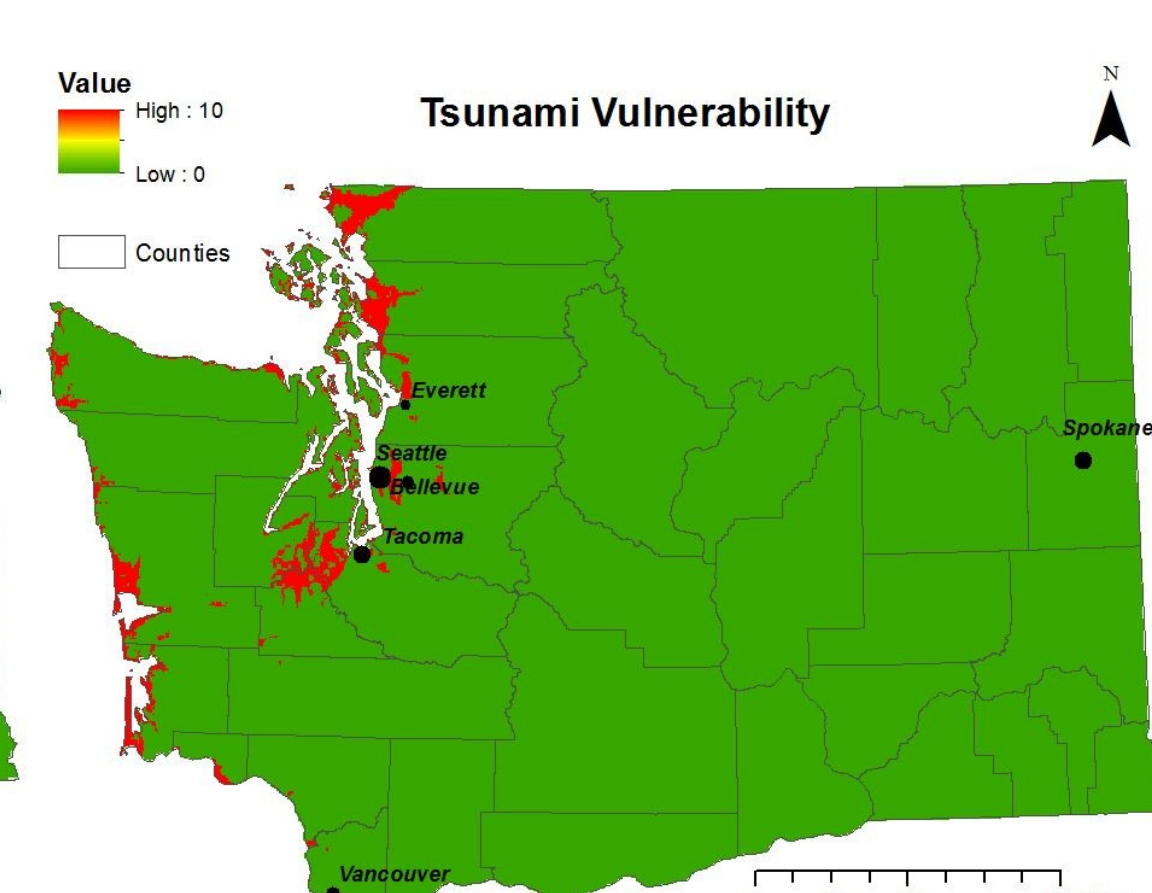 N
Value
High : 10
Tsunami Vulnerability
Low : 0
Counties
Everett
Spokane
Seattle
Bellevue
Tacoma
Vancouver